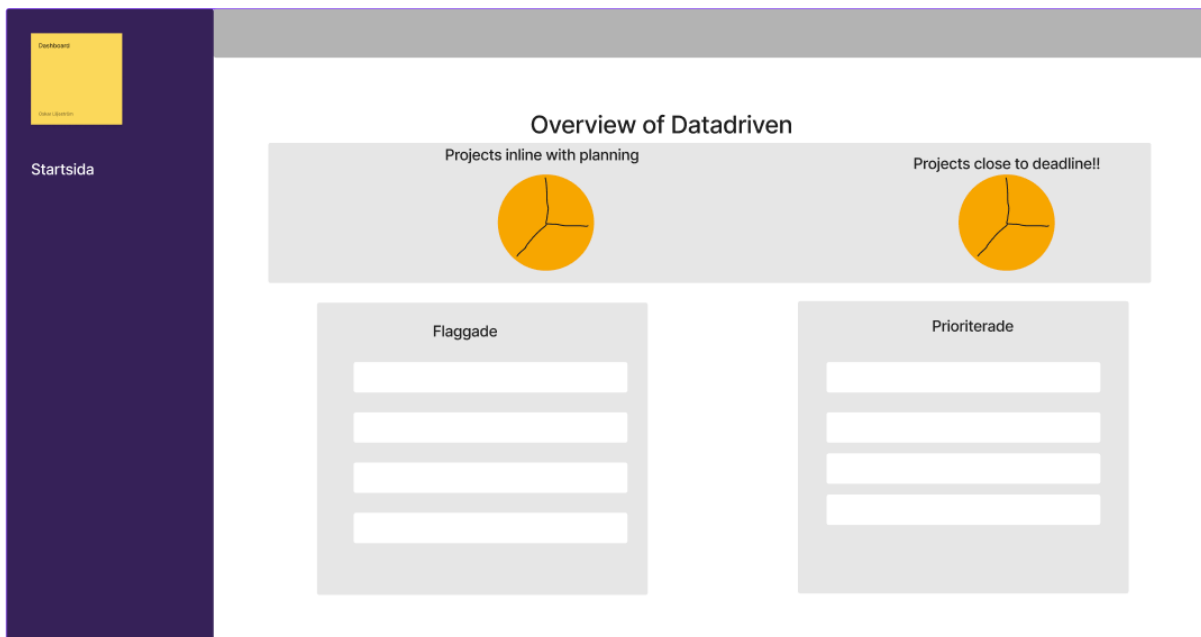 Dashboard
Startsida
Overview of Datadriven
Projects inline with planning
Projects close to deadline!!
Flaggade
Prioriterade